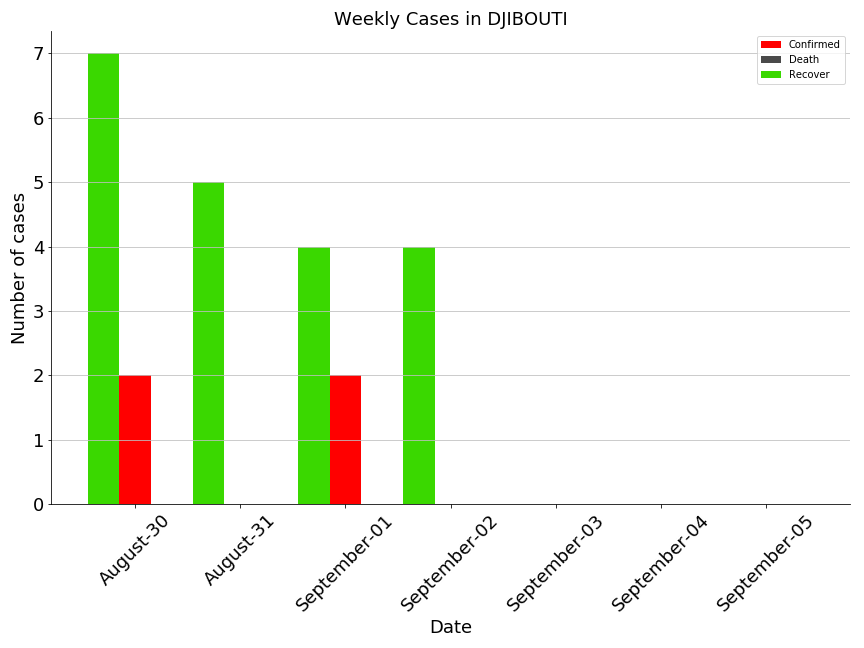 Weekly Cases in DJIBOUTI
Confirmed
Death
Recover
Number of cases
7
6
5
4
3
2
1
0
August-30
August-31
September-01
September-02
September-03
September-04
September-05
Date